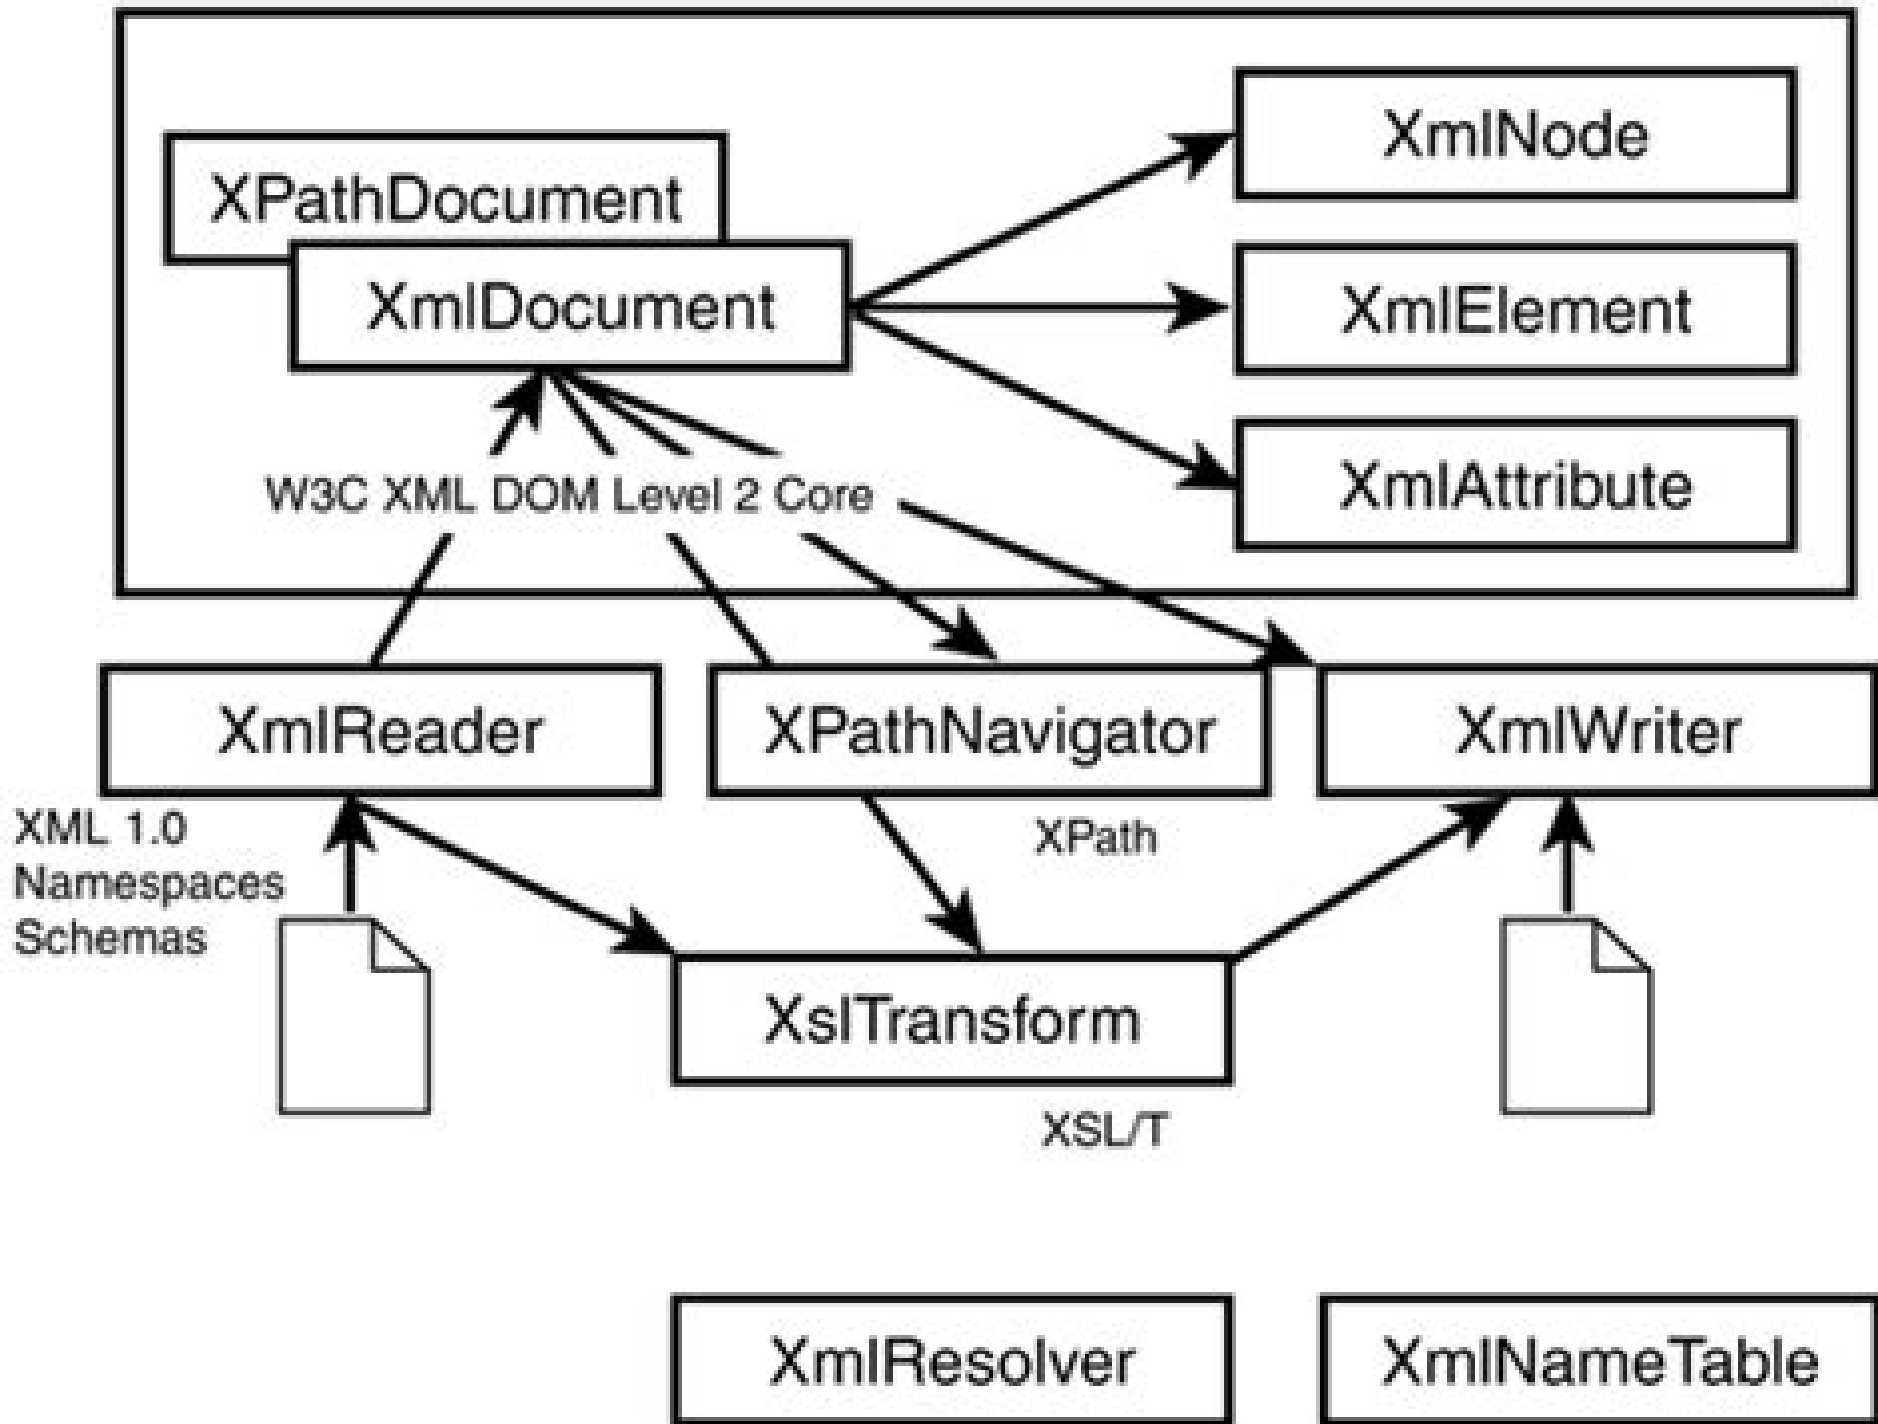 XmlNode
XPathDocument
XmlDocument
XmlElement
W3C XML DOM Level 2 Core
XmlAttribute
XmlReader
XPathNavigator
XmlWriter
XML 1.0
Namespaces
Schemas
XPath
XslTransform
XSL/T
XmlResolver
XmlNameTable